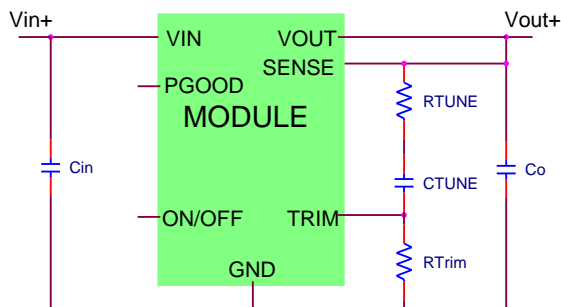 Vin+
Vout+
VIN
VOUT
SENSE
PGOOD
RTUNE
MODULE
Cin
CTUNE
Co
ON/OFF
TRIM
GND
RTrim